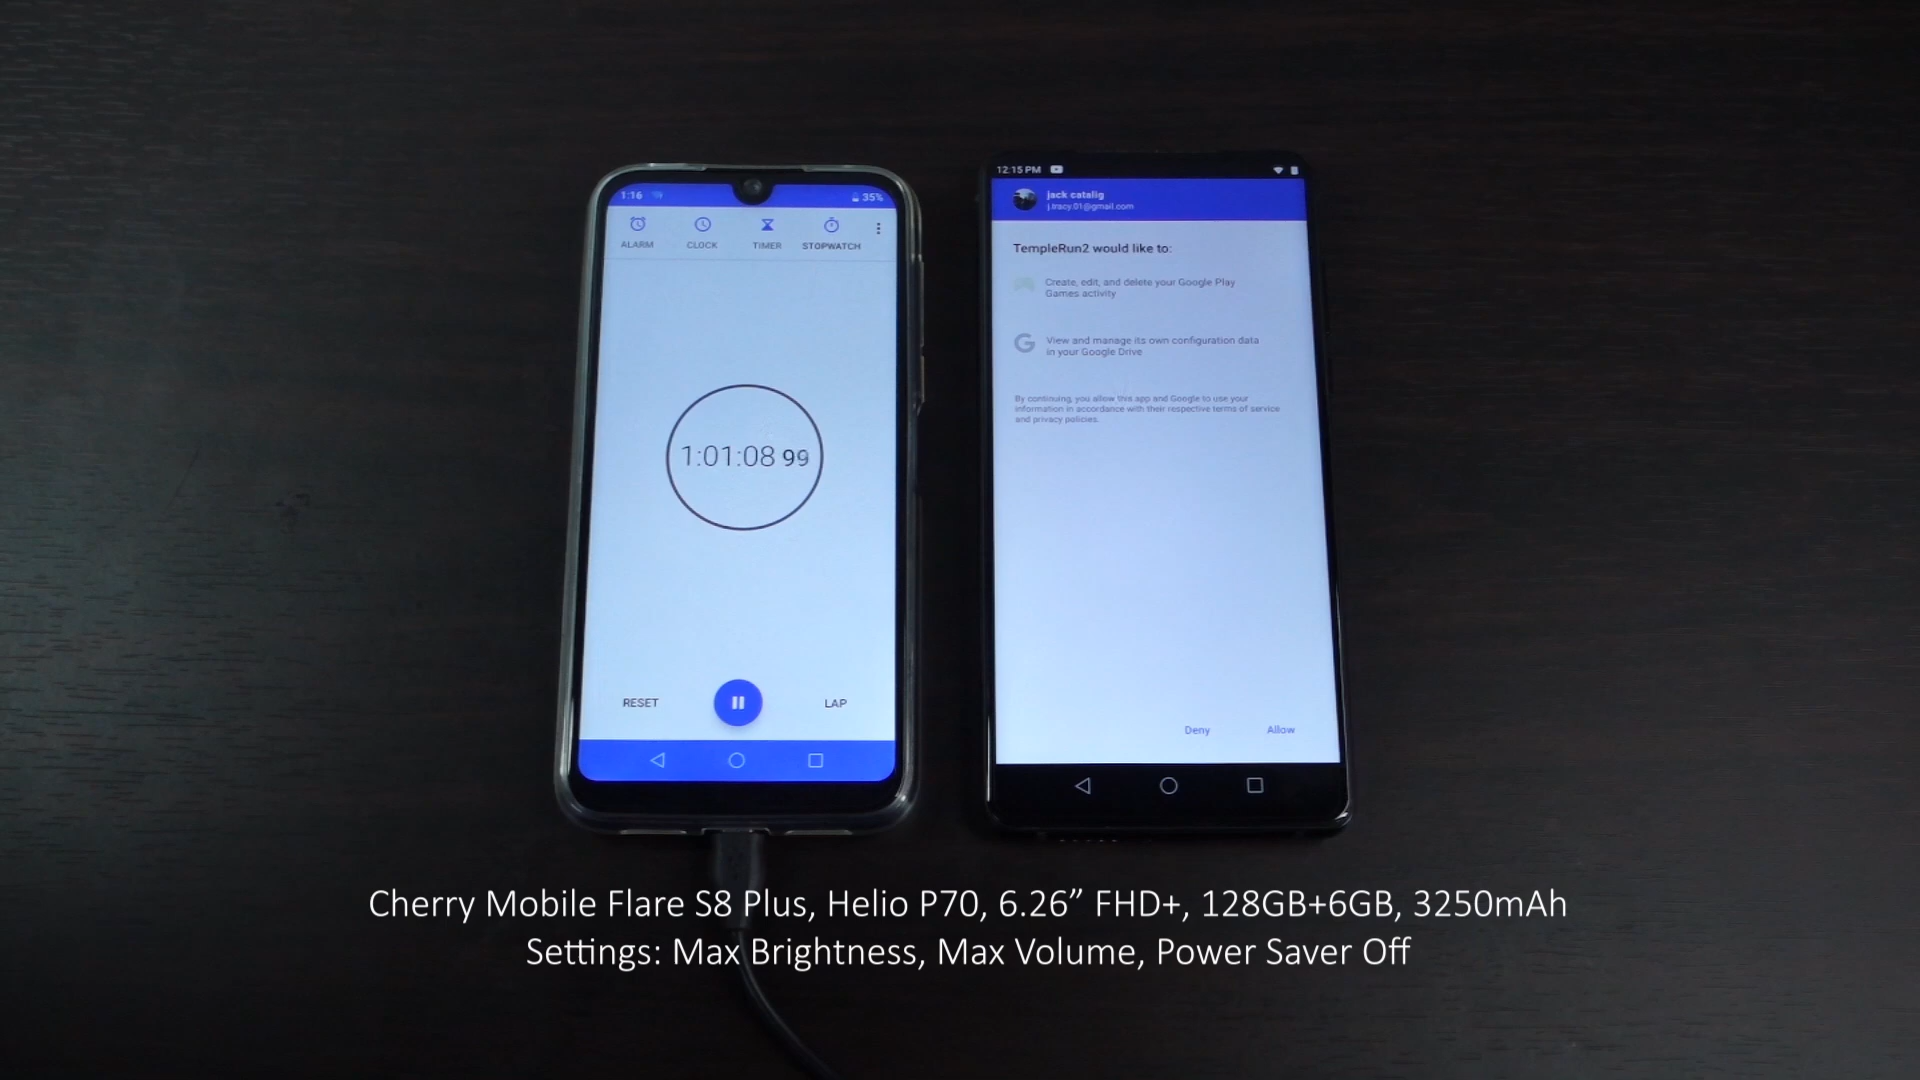 1:16
35%
ALARM
CLOCK
TIMER
STOPWATCH
1:01:08 99
RESET
LAP
12:15 PM
jack catalig
j.tracy.01@gmail.com
TempleRun2 would like to:
Create, edit, and delete your Google Play
Games activity
G
View and manage its own configuration data
in your Google Drive
By continuing, you allow this app and Google to use your
information in accordance with their respective terms of service
and privacy policies.
Deny
Allow
Cherry Mobile Flare S8 Plus, Helio P70, 6.26” FHD+, 128GB+6GB, 3250mAh
Settings: Max Brightness, Max Volume, Power Saver Off